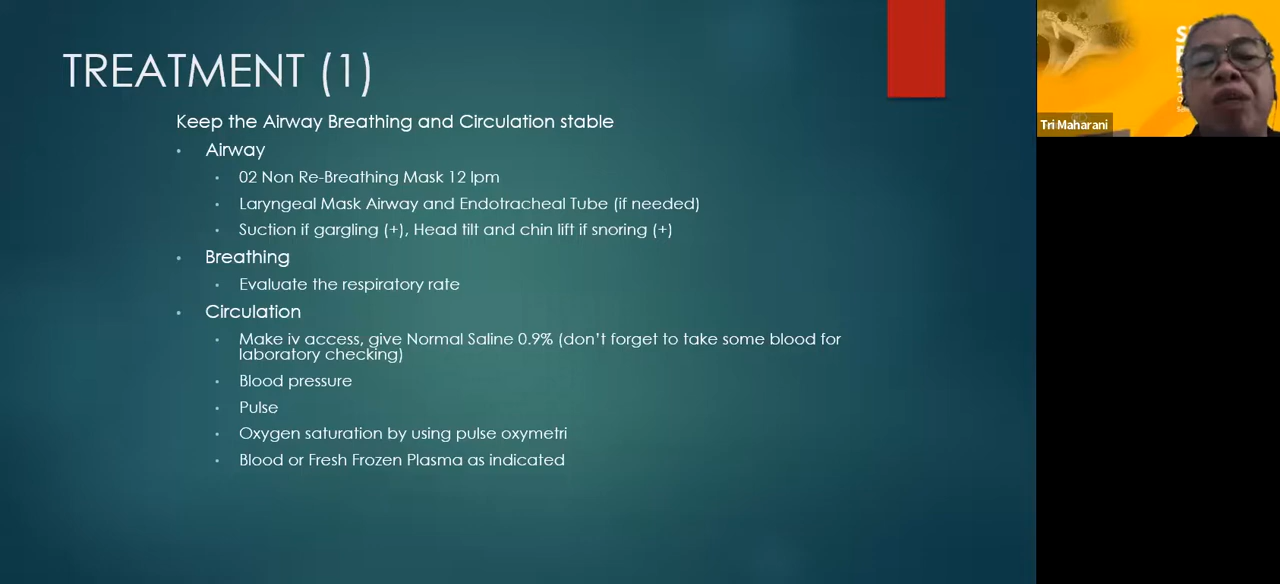 TREATMENT (1)
Keep the Airway Breathing and Circulation stable
• Airway
• 02 Non Re-Breathing Mask 12 lpm
• Laryngeal Mask Airway and Endotracheal Tube (if needed)
• Suction if gargling (+), Head tilt and chin lift if snoring (+)
• Breathing
• Evaluate the respiratory rate
• Circulation
• Make iv access, give Normal Saline 0.9% (don't forget to take some blood for
laboratory checking)
• Blood pressure
• Pulse
• Oxygen saturation by using pulse oxymetri
• Blood or Fresh Frozen Plasma as indicated
Tri Maharani